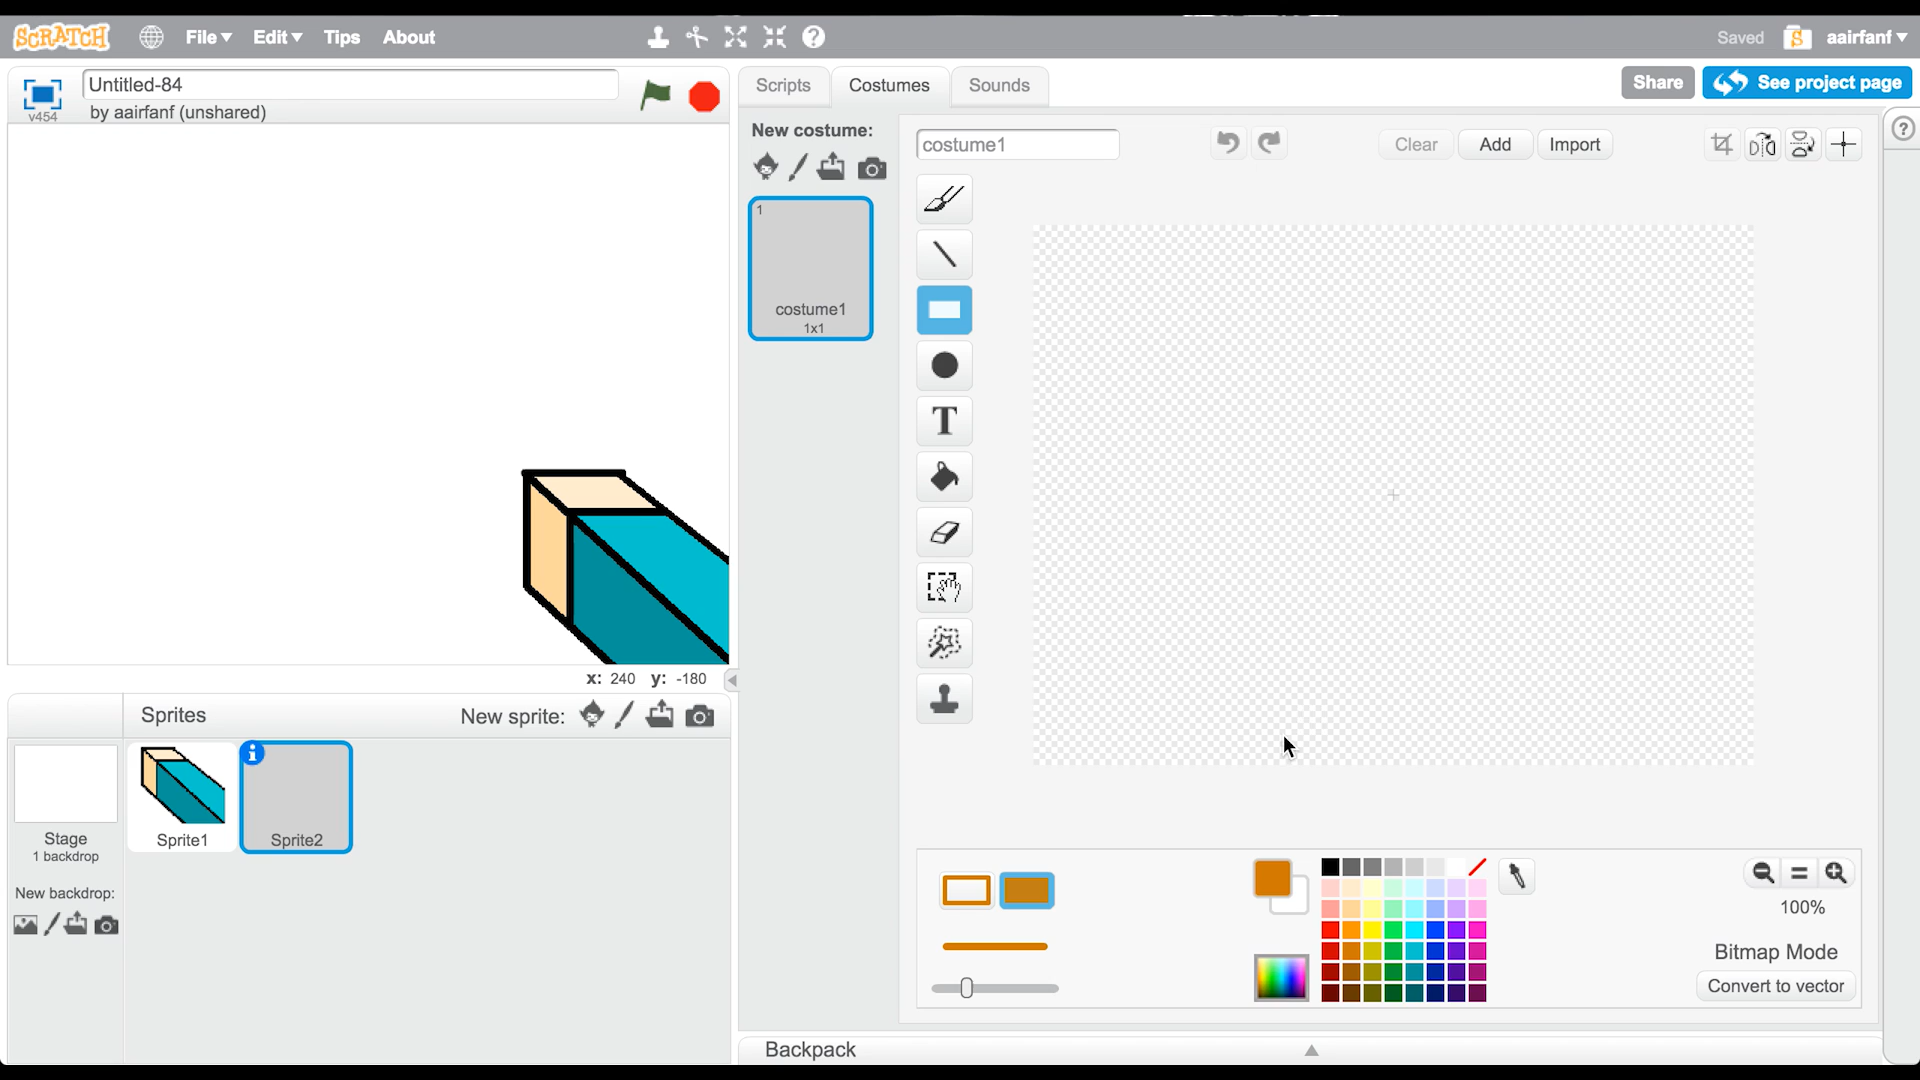 SCRATCH File Edit Tips About Saved aairfanf
v454
Untitled-84
by aairfanf (unshared)
Scripts Costumes Sounds
Share See project page
New costume:
costume1
Clear Add Import
1
costume1
1x1
T
x: 240 y: -180
Sprites New sprite:
Stage
1 backdrop
New backdrop:
Sprite1
Sprite2
100%
Bitmap Mode
Convert to vector
Backpack